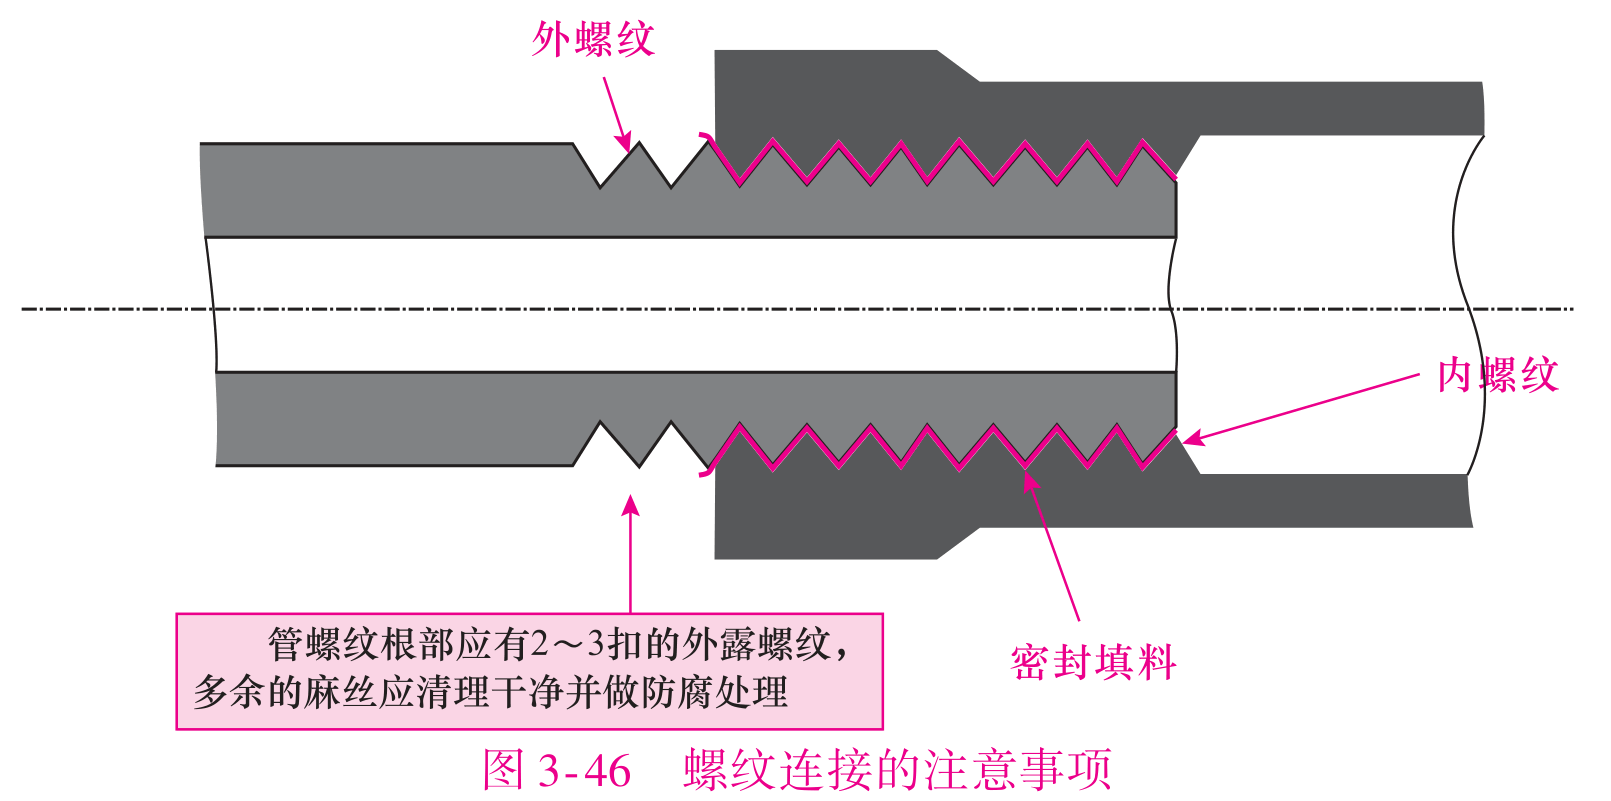 外螺纹
内螺纹
管螺纹根部应有2～3扣的外露螺纹，
多余的麻丝应清理干净并做防腐处理
密封填料
图 3-46 螺纹连接的注意事项